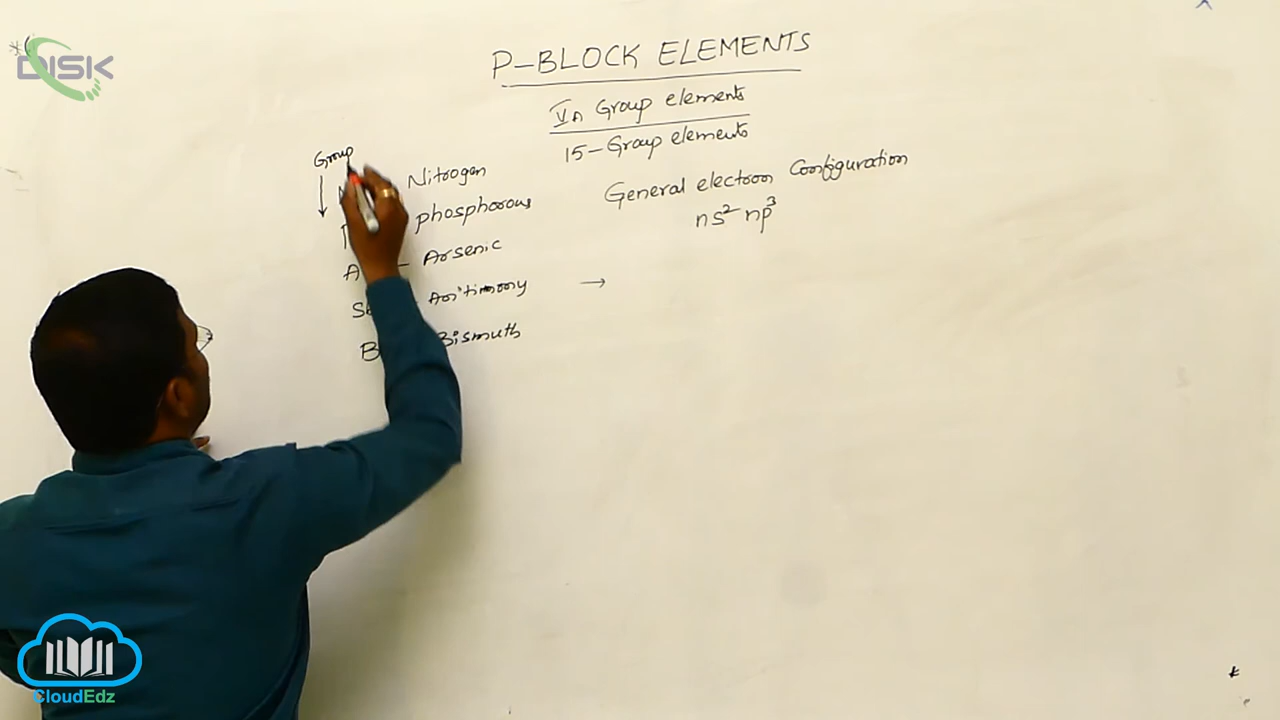 DISK
P-BLOCK ELEMENTS
VA Group elements
15-Group elements
Group
Nitrogen
phosphorous
Arsenic
Antimony
Bismuth
General electron Configuration
ns² np³
→
CloudEdz